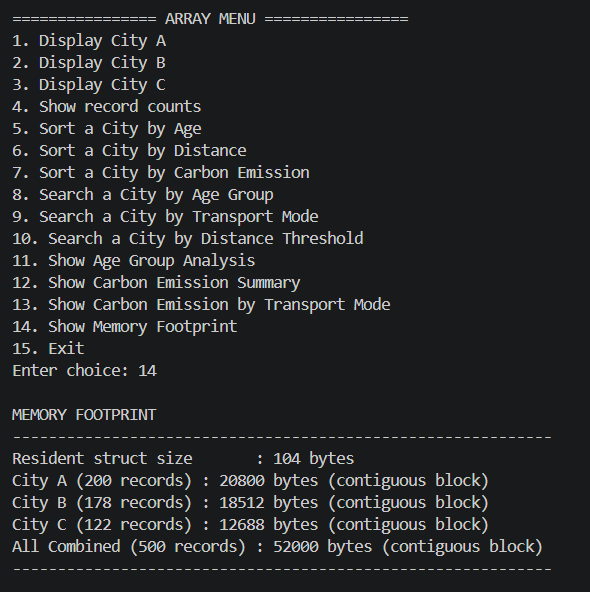 ================ ARRAY MENU ================
1. Display City A
2. Display City B
3. Display City C
4. Show record counts
5. Sort a City by Age
6. Sort a City by Distance
7. Sort a City by Carbon Emission
8. Search a City by Age Group
9. Search a City by Transport Mode
10. Search a City by Distance Threshold
11. Show Age Group Analysis
12. Show Carbon Emission Summary
13. Show Carbon Emission by Transport Mode
14. Show Memory Footprint
15. Exit
Enter choice: 14
MEMORY FOOTPRINT
------------------------------------------------------------
Resident struct size       : 104 bytes
City A (200 records) : 20800 bytes (contiguous block)
City B (178 records) : 18512 bytes (contiguous block)
City C (122 records) : 12688 bytes (contiguous block)
All Combined (500 records) : 52000 bytes (contiguous block)
------------------------------------------------------------